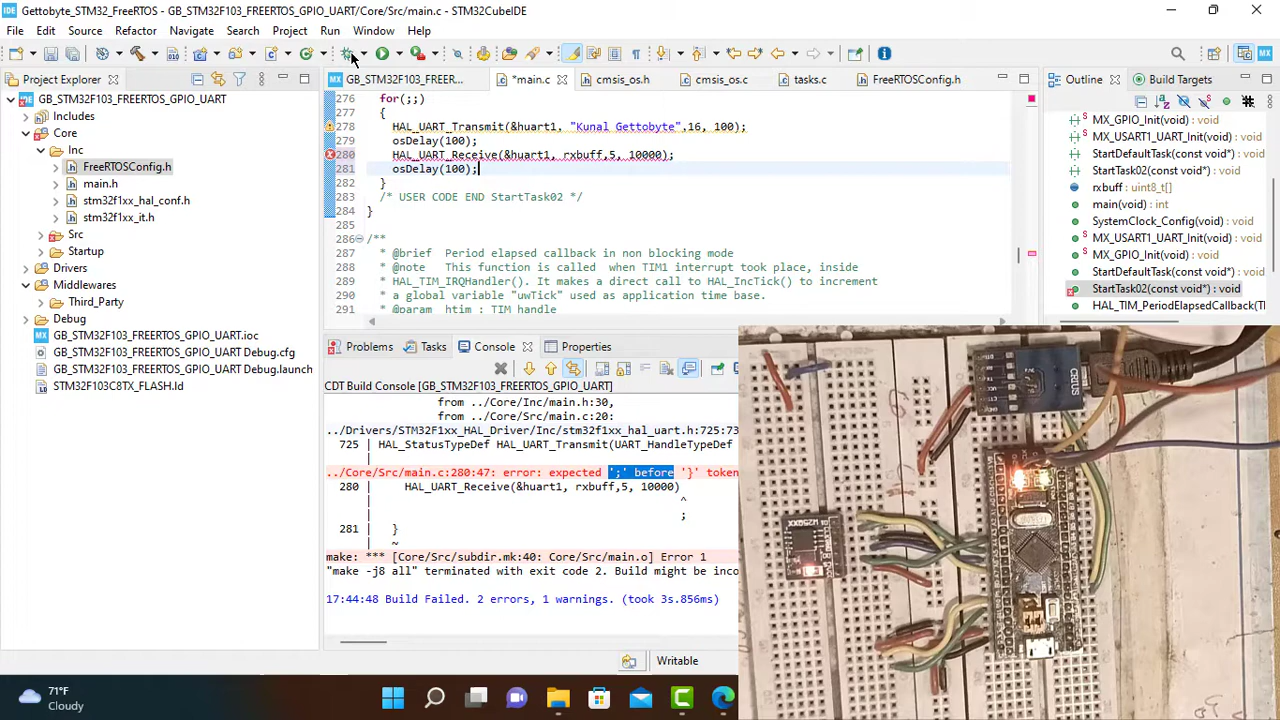 IDE Gettobyte_STM32_FreeRTOS - GB_STM32F103_FREERTOS_GPIO_UART/Core/Src/main.c - STM32CubeIDE
File Edit Source Refactor Navigate Search Project Run Window Help
Project Explorer
MX GB_STM32F103_FREER...
*main.c
cmsis_os.h
cmsis_os.c
tasks.c
FreeRTOSConfig.h
Outline
Build Targets
GB_STM32F103_FREERTOS_GPIO_UART
Includes
Core
Inc
FreeRTOSConfig.h
main.h
stm32f1xx_hal_conf.h
stm32f1xx_it.h
Src
Startup
Drivers
Middlewares
Third_Party
Debug
MX GB_STM32F103_FREERTOS_GPIO_UART.ioc
GB_STM32F103_FREERTOS_GPIO_UART Debug.cfg
GB_STM32F103_FREERTOS_GPIO_UART Debug.launch
STM32F103C8TX_FLASH.ld
276 for(;;)
277 {
278 HAL_UART_Transmit(&huart1, "Kunal Gettobyte",16, 100);
279 osDelay(100);
280 HAL_UART_Receive(&huart1, rxbuff,5, 10000);
281 osDelay(100);
282 }
283 /* USER CODE END StartTask02 */
284 }
285
286 /**
287 * @brief Period elapsed callback in non blocking mode
288 * @note This function is called when TIM1 interrupt took place, inside
289 * HAL_TIM_IRQHandler(). It makes a direct call to HAL_IncTick() to increment
290 * a global variable "uwTick" used as application time base.
291 * @param htim : TIM handle
MX_GPIO_Init(void) : void
MX_USART1_UART_Init(void) : void
StartDefaultTask(void const*) : void
StartTask02(void const*) : void
rxbuff : uint8_t[]
main(void) : int
SystemClock_Config(void) : void
MX_USART1_UART_Init(void) : void
MX_GPIO_Init(void) : void
StartDefaultTask(void const*) : void
StartTask02(void const*) : void
HAL_TIM_PeriodElapsedCallback(TI
Problems
Tasks
Console
Properties
CDT Build Console [GB_STM32F103_FREERTOS_GPIO_UART]
from ../Core/Inc/main.h:30,
from ../Core/Src/main.c:20:
../Drivers/STM32F1xx_HAL_Driver/Inc/stm32f1xx_hal_uart.h:725:73
725 | HAL_StatusTypeDef HAL_UART_Transmit(UART_HandleTypeDef
../Core/Src/main.c:280:47: error: expected ';' before '}' token
280 | HAL_UART_Receive(&huart1, rxbuff,5, 10000)
| ^
| ;
281 | }
| ~
make: *** [Core/Src/subdir.mk:40: Core/Src/main.o] Error 1
"make -j8 all" terminated with exit code 2. Build might be inco
17:44:48 Build Failed. 2 errors, 1 warnings. (took 3s.856ms)
Writable
71°F
Cloudy
CRIUS
W25QXX